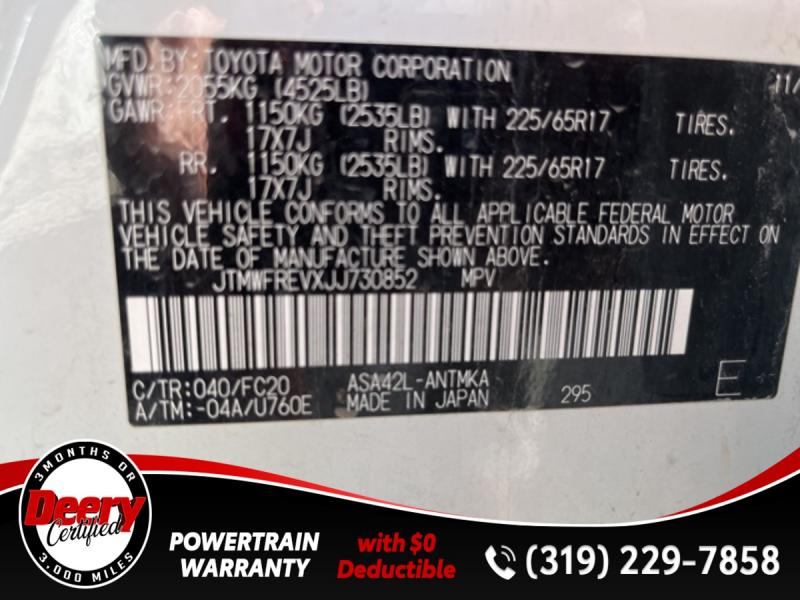 MFD.BY:TOYOTA MOTOR CORPORATION 11/
GVWR:2055KG (4525LB)
GAWR:FRT. 1150KG (2535LB) WITH 225/65R17 TIRES.
17X7J RIMS.
RR. 1150KG (2535LB) WITH 225/65R17 TIRES.
17X7J RIMS.
THIS VEHICLE CONFORMS TO ALL APPLICABLE FEDERAL MOTOR
VEHICLE SAFETY AND THEFT PREVENTION STANDARDS IN EFFECT ON
THE DATE OF MANUFACTURE SHOWN ABOVE.
JTMWFREVXJJ730852 MPV
C/TR:040/FC20 ASA42L-ANTMKA
A/TM:-04A/U760E MADE IN JAPAN 295 E
3 MONTHS OR
Deery
Certified
3,000 MILES
POWERTRAIN
WARRANTY
with $0
Deductible
(319) 229-7858